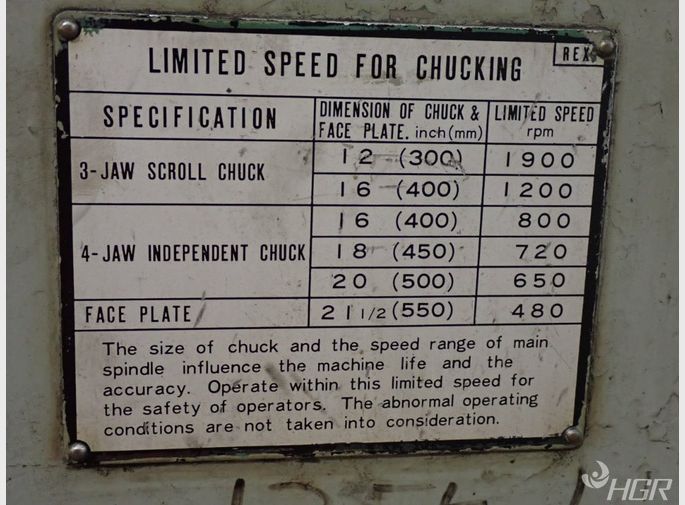 LIMITED SPEED FOR CHUCKING
REX
SPECIFICATION
DIMENSION OF CHUCK &
FACE PLATE. inch (mm)
LIMITED SPEED
rpm
3-JAW SCROLL CHUCK
12 (300) 1900
16 (400) 1200
4-JAW INDEPENDENT CHUCK
16 (400) 800
18 (450) 720
20 (500) 650
FACE PLATE 21 1/2 (550) 480
The size of chuck and the speed range of main
spindle influence the machine life and the
accuracy. Operate within this limited speed for
the safety of operators. The abnormal operating
conditions are not taken into consideration.
HGR